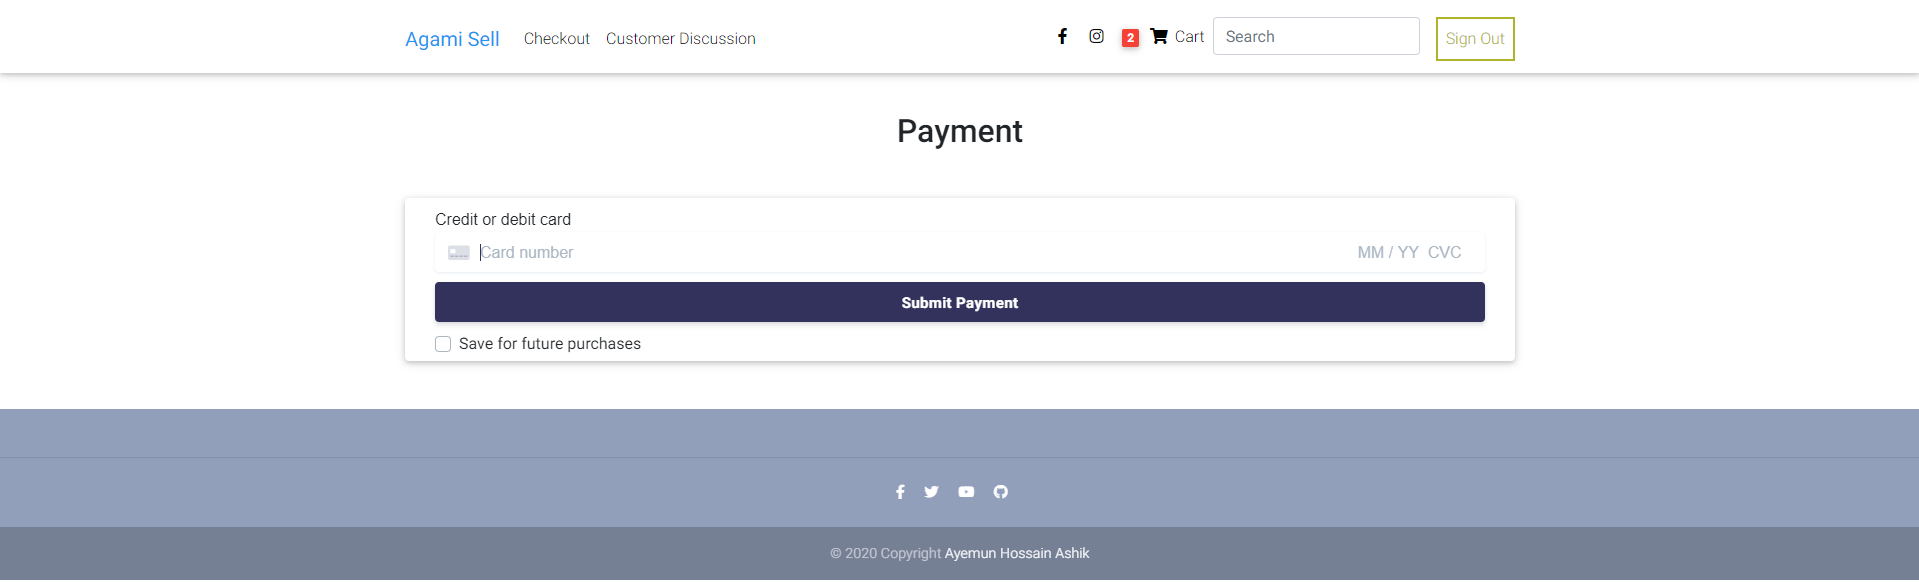 Agami Sell Checkout Customer Discussion 2 Cart Search Sign Out
Payment
Credit or debit card
Card number MM / YY CVC
Submit Payment
Save for future purchases
© 2020 Copyright Ayemun Hossain Ashik